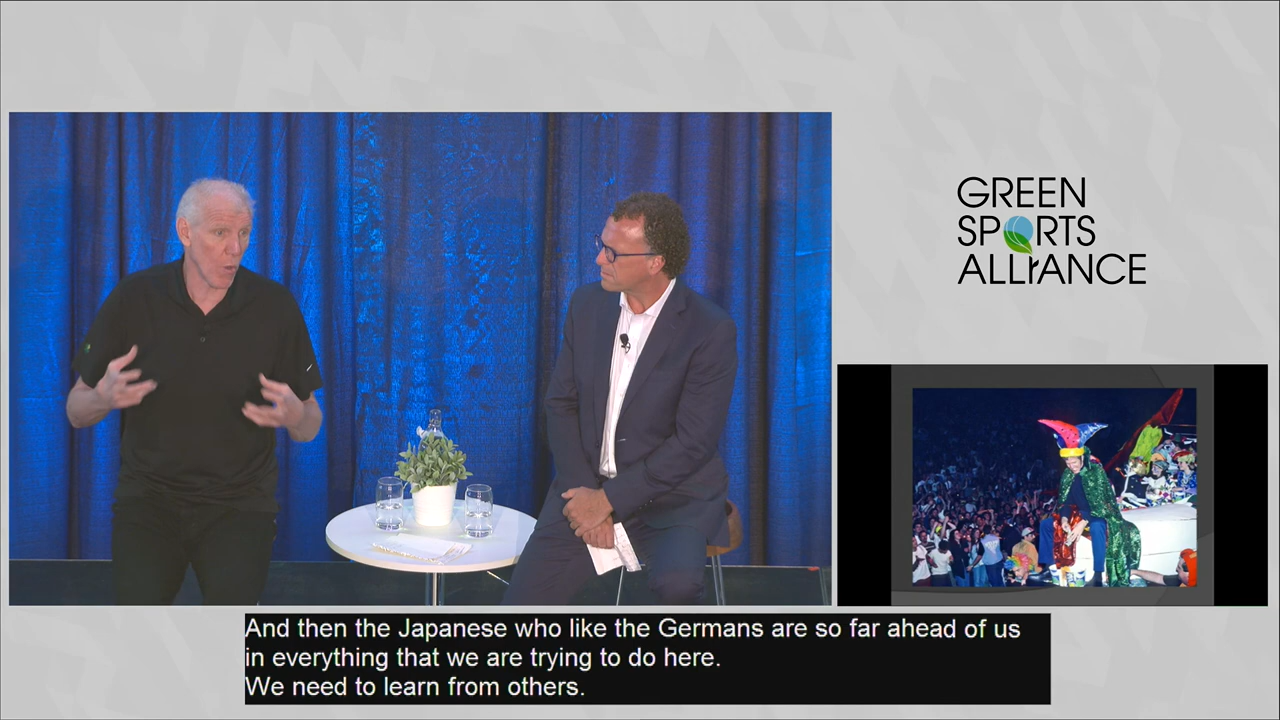 GREEN
SPORTS
ALLIANCE
And then the Japanese who like the Germans are so far ahead of us
in everything that we are trying to do here.
We need to learn from others.